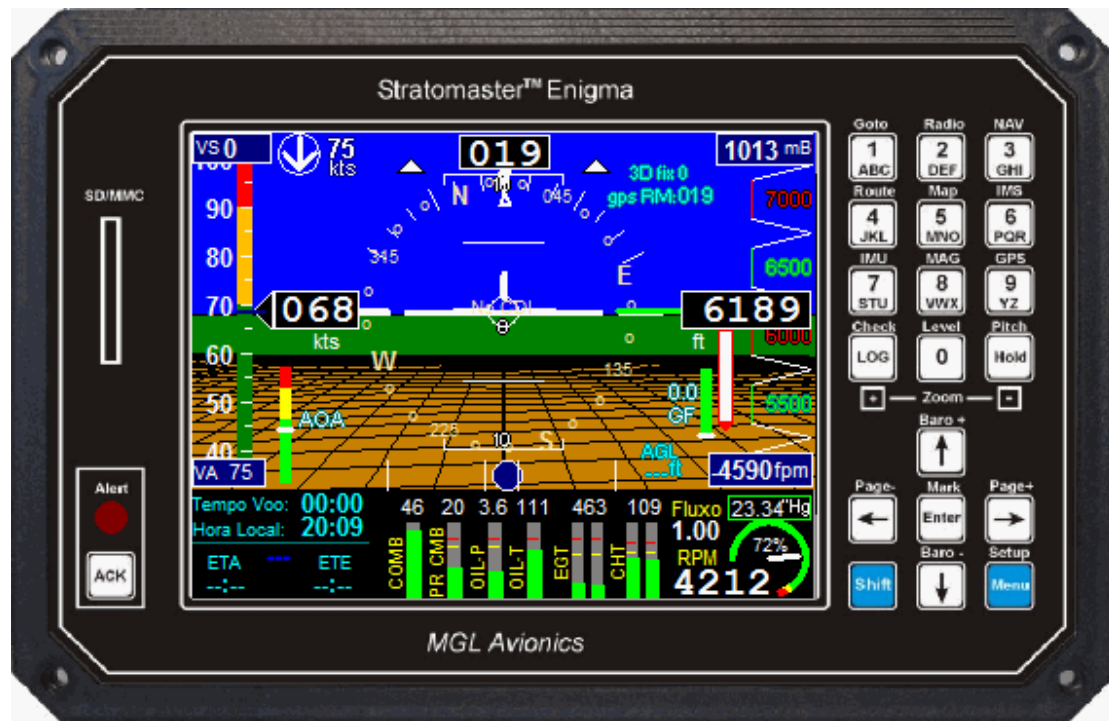 Stratomaster™ Enigma
SD/MMC
VS 0
75
kts
019
1013 mB
3D fix 0
gps RM:019
N
045
345
E
W
135
225
S
10
90
80
70
60
50
40
068
kts
7000
6500
6189
ft
6000
5500
AOA
0.0
GF
AGL
---ft
VA 75
-4590fpm
Tempo Voo: 00:00
Hora Local: 20:09
ETA --- ETE
--:-- --:--
46 20 3.6 111 463 109
COMB
PR CMB
OIL-P
OIL-T
EGT
CHT
Fluxo 23.34"Hg
1.00
72%
RPM
4212
Goto Radio NAV
1 2 3
ABC DEF GHI
Route Map IMS
4 5 6
JKL MNO PQR
IMU MAG GPS
7 8 9
STU VWX YZ
Check Level Pitch
LOG 0 Hold
+ Zoom -
Baro +
Page- Mark Page+
Enter
Baro - Setup
Shift Menu
Alert
ACK
MGL Avionics